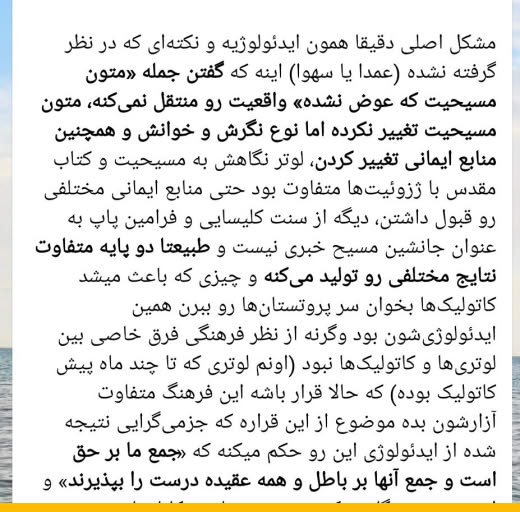 مشکل اصلی دقیقا همون ایدئولوژیه و نکته‌ای که در نظر
گرفته نشده (عمدا یا سهوا) اینه که گفتن جمله «متون
مسیحیت که عوض نشده» واقعیت رو منتقل نمی‌کنه، متون
مسیحیت تغییر نکرده اما نوع نگرش و خوانش و همچنین
منابع ایمانی تغییر کردن، لوتر نگاهش به مسیحیت و کتاب
مقدس با ژزوئیت‌ها متفاوت بود حتی منابع ایمانی مختلفی
رو قبول داشتن، دیگه از سنت کلیسایی و فرامین پاپ به
عنوان جانشین مسیح خبری نیست و طبیعتا دو پایه متفاوت
نتایج مختلفی رو تولید می‌کنه و چیزی که باعث میشد
کاتولیک‌ها بخوان سر پروتستان‌ها رو ببرن همین
ایدئولوژی‌شون بود وگرنه از نظر فرهنگی فرق خاصی بین
لوتری‌ها و کاتولیک‌ها نبود (اونم لوتری که تا چند ماه پیش
کاتولیک بوده) که حالا قرار باشه این فرهنگ متفاوت
آزارشون بده موضوع از این قراره که جزمی‌گرایی نتیجه
شده از ایدئولوژی این رو حکم میکنه که «جمع ما بر حق
است و جمع آنها بر باطل و همه عقیده درست را بپذیرند» و